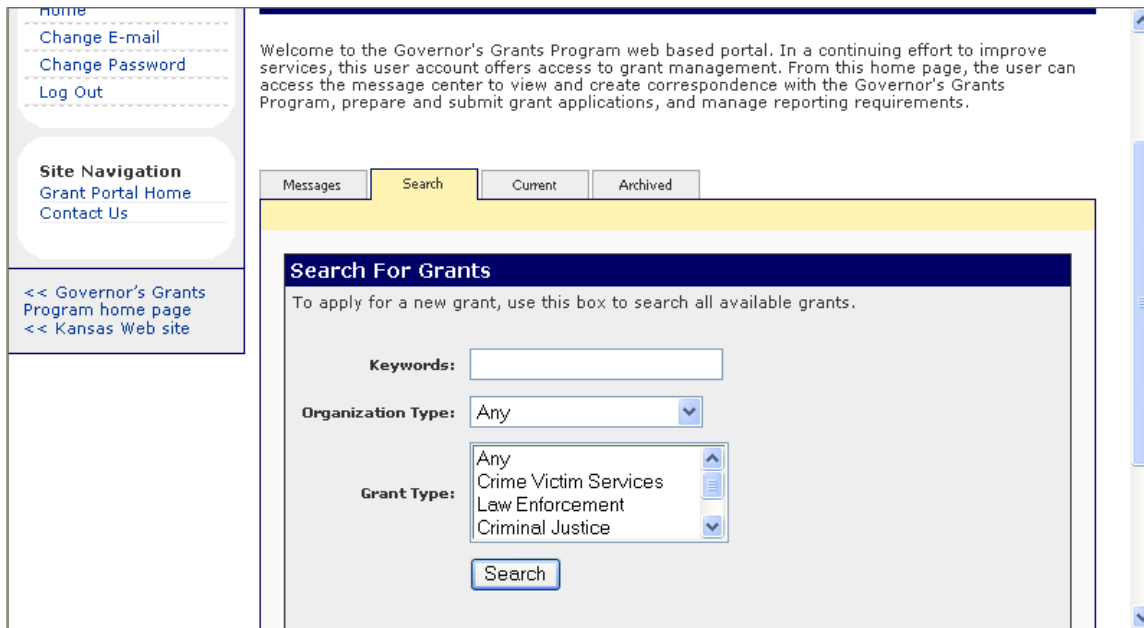 Home
Change E-mail
Change Password
Log Out
Site Navigation
Grant Portal Home
Contact Us
<< Governor's Grants
Program home page
<< Kansas Web site
Welcome to the Governor's Grants Program web based portal. In a continuing effort to improve
services, this user account offers access to grant management. From this home page, the user can
access the message center to view and create correspondence with the Governor's Grants
Program, prepare and submit grant applications, and manage reporting requirements.
Messages Search Current Archived
Search For Grants
To apply for a new grant, use this box to search all available grants.
Keywords:
Organization Type: Any
Grant Type:
Any
Crime Victim Services
Law Enforcement
Criminal Justice
Search